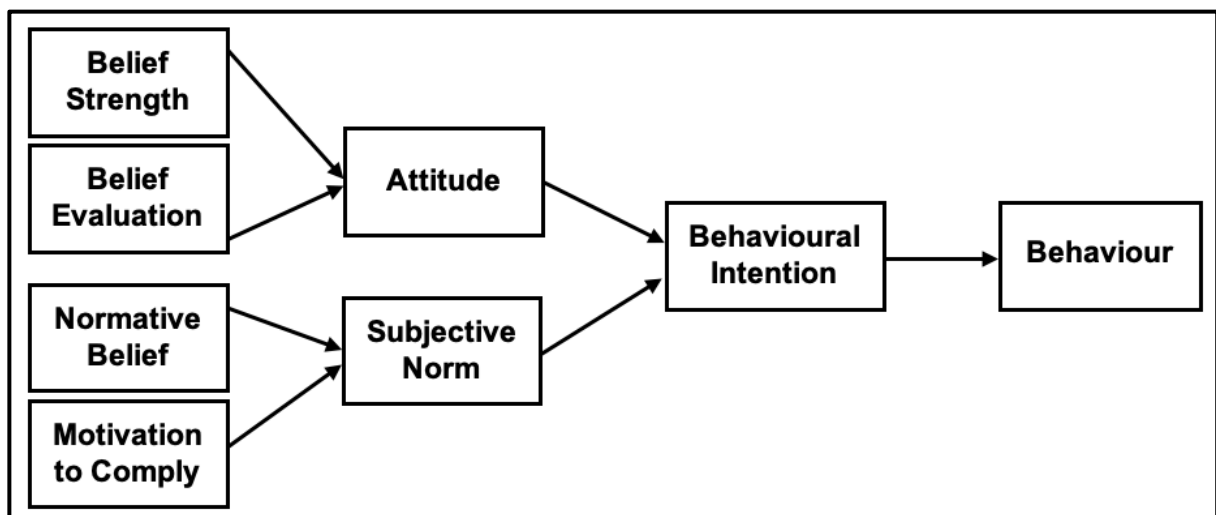 Belief
Strength
Belief
Evaluation
Attitude
Normative
Belief
Subjective
Norm
Motivation
to Comply
Behavioural
Intention
Behaviour